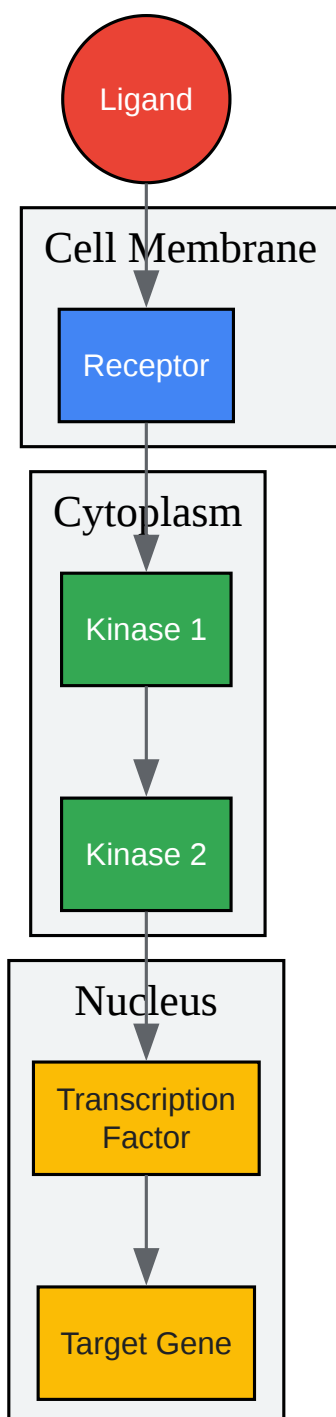 Ligand
Cell Membrane
Receptor
Cytoplasm
Kinase 1
Kinase 2
Nucleus
Transcription
Factor
Target Gene